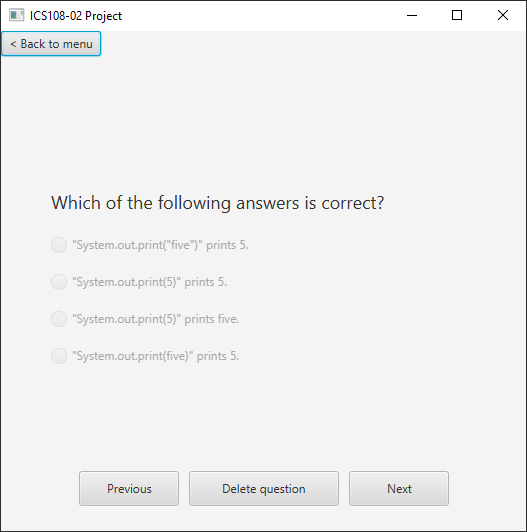 ICS108-02 Project
< Back to menu
Which of the following answers is correct?
"System.out.print("five")" prints 5.
"System.out.print(5)" prints 5.
"System.out.print(5)" prints five.
"System.out.print(five)" prints 5.
Previous
Delete question
Next